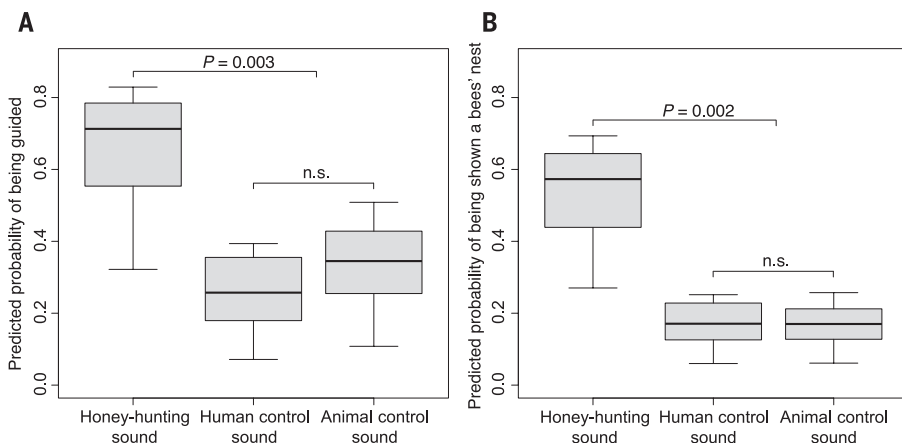 A
Predicted probability of being guided
0.0
0.2
0.4
0.6
0.8
P = 0.003
n.s.
Honey-hunting
sound
Human control
sound
Animal control
sound
B
Predicted probability of being shown a bees' nest
0.0
0.2
0.4
0.6
0.8
P = 0.002
n.s.
Honey-hunting
sound
Human control
sound
Animal control
sound